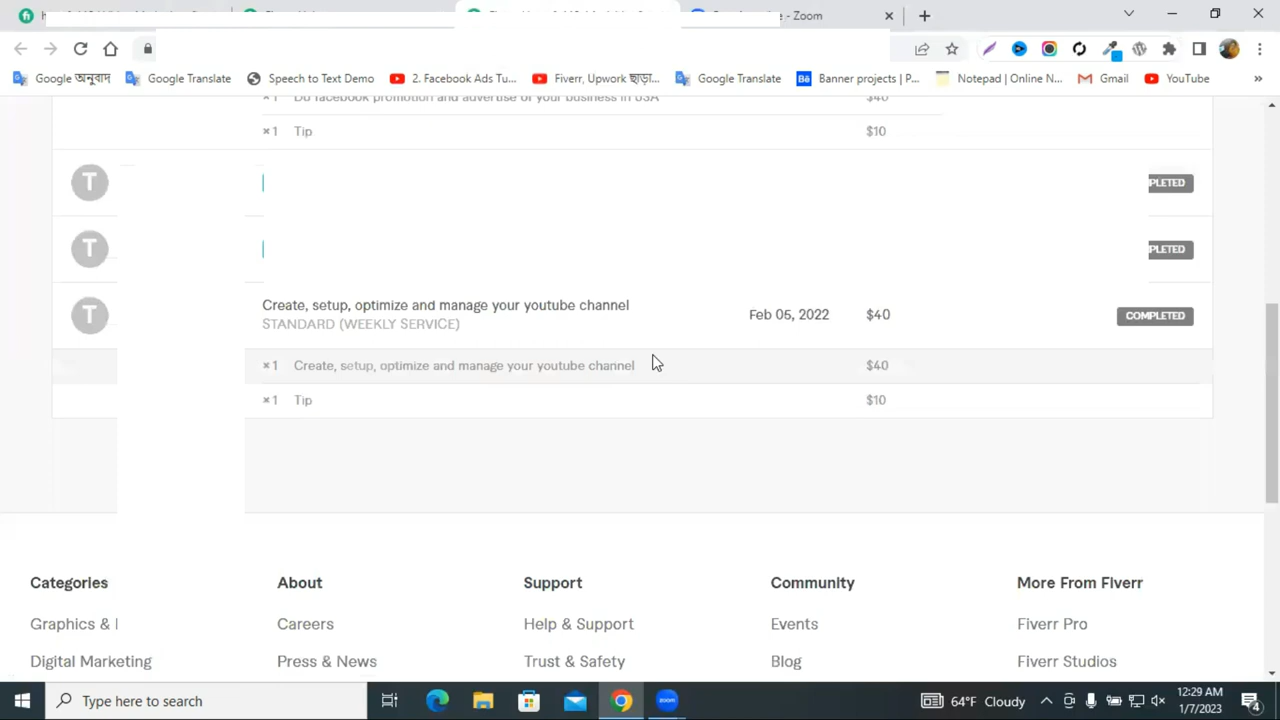 - Zoom
Google অনুবাদ Google Translate Speech to Text Demo 2. Facebook Ads Tu... Fiverr, Upwork ছাড়া... Google Translate Banner projects | P... Notepad | Online N... Gmail YouTube »
×1 Do facebook promotion and advertise of your business in USA $40
×1 Tip $10
T PLETED
T PLETED
T Create, setup, optimize and manage your youtube channel Feb 05, 2022 $40 COMPLETED
STANDARD (WEEKLY SERVICE)
×1 Create, setup, optimize and manage your youtube channel $40
×1 Tip $10
Categories About Support Community More From Fiverr
Graphics & Careers Help & Support Events Fiverr Pro
Digital Marketing Press & News Trust & Safety Blog Fiverr Studios
Type here to search zoom 64°F Cloudy 12:29 AM
1/7/2023 4